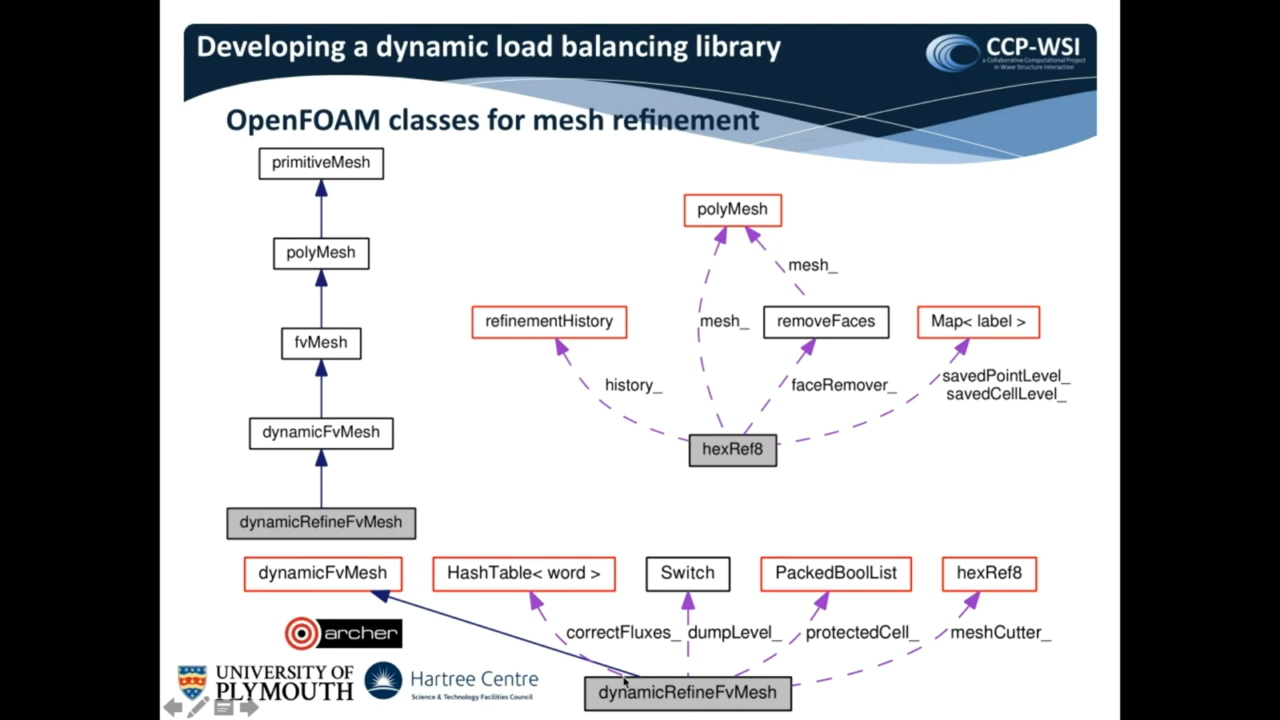 Developing a dynamic load balancing library
CCP-WSI
a Collaborative Computational Project
in Wave Structure Interaction
OpenFOAM classes for mesh refinement
primitiveMesh
polyMesh
fvMesh
dynamicFvMesh
dynamicRefineFvMesh
polyMesh
mesh_
refinementHistory
mesh_
removeFaces
Map< label >
history_
faceRemover_
savedPointLevel_
savedCellLevel_
hexRef8
dynamicFvMesh
HashTable< word >
Switch
PackedBoolList
hexRef8
correctFluxes_
dumpLevel_
protectedCell_
meshCutter_
dynamicRefineFvMesh
archer
UNIVERSITY OF
PLYMOUTH
Hartree Centre
Science & Technology Facilities Council